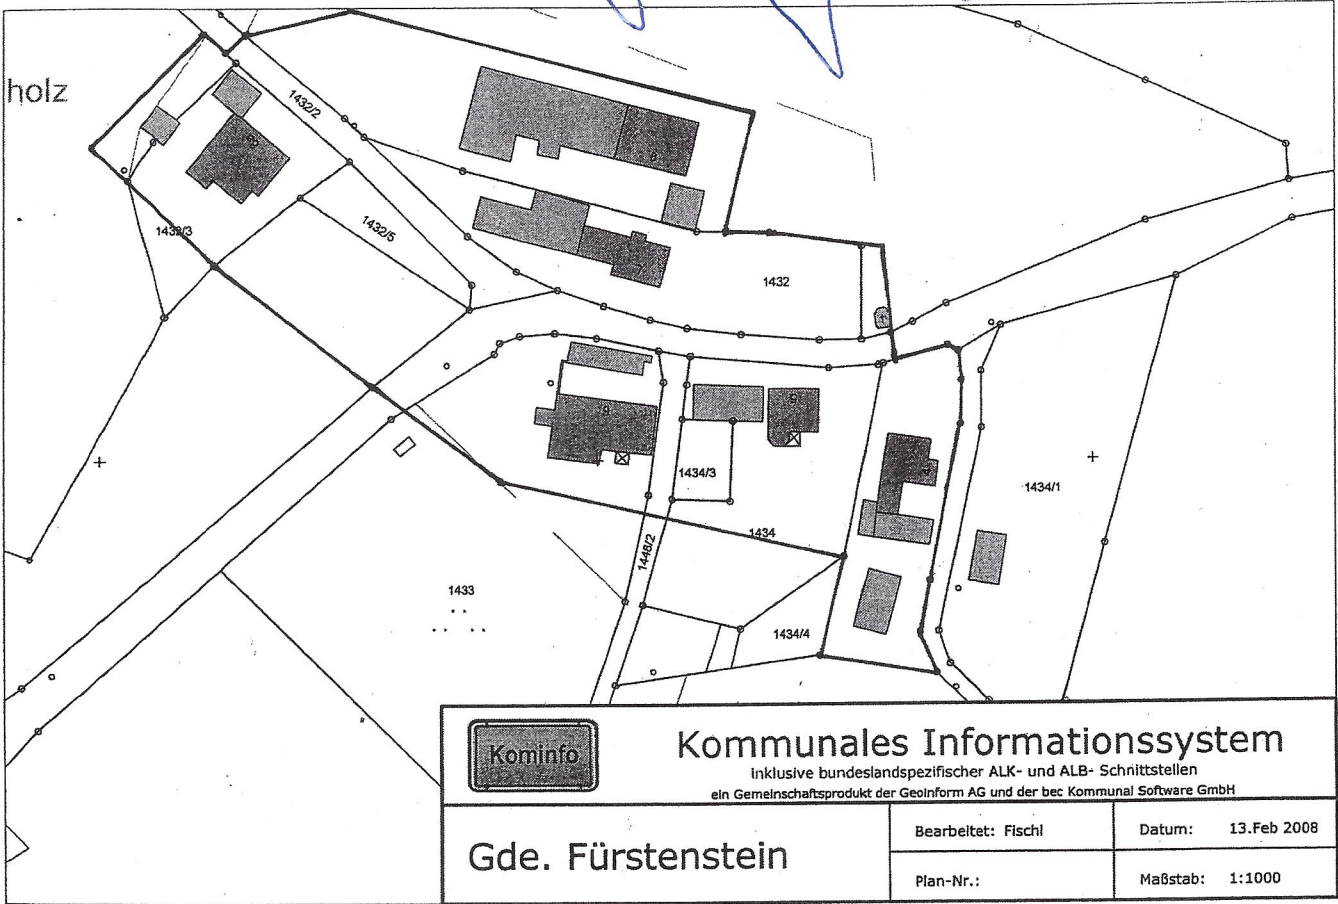 holz
1432/2
1432/5
1432
1434/3
1434
1434/1
1448/2
1433
1434/4
Kominfo
Kommunales Informationssystem
inklusive bundeslandspezifischer ALK- und ALB- Schnittstellen
ein Gemeinschaftsprodukt der GeoInform AG und der bec Kommunal Software GmbH
Gde. Fürstenstein
Bearbeitet: Fischl
Datum: 13.Feb 2008
Plan-Nr.:
Maßstab: 1:1000